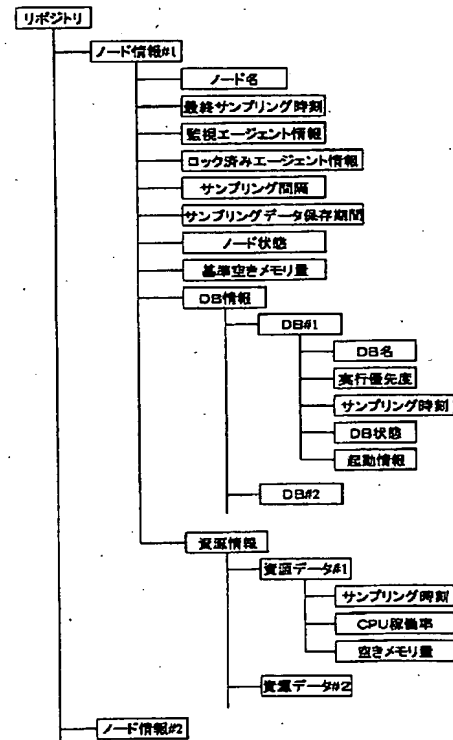 リポジトリ
ノード情報#1
ノード名
最終サンプリング時刻
監視エージェント情報
ロック済みエージェント情報
サンプリング間隔
サンプリングデータ保存期間
ノード状態
基準空きメモリ量
DB情報
DB#1
DB名
実行優先度
サンプリング時刻
DB状態
起動情報
DB#2
資源情報
資源データ#1
サンプリング時刻
CPU稼働率
空きメモリ量
資源データ#2
ノード情報#2